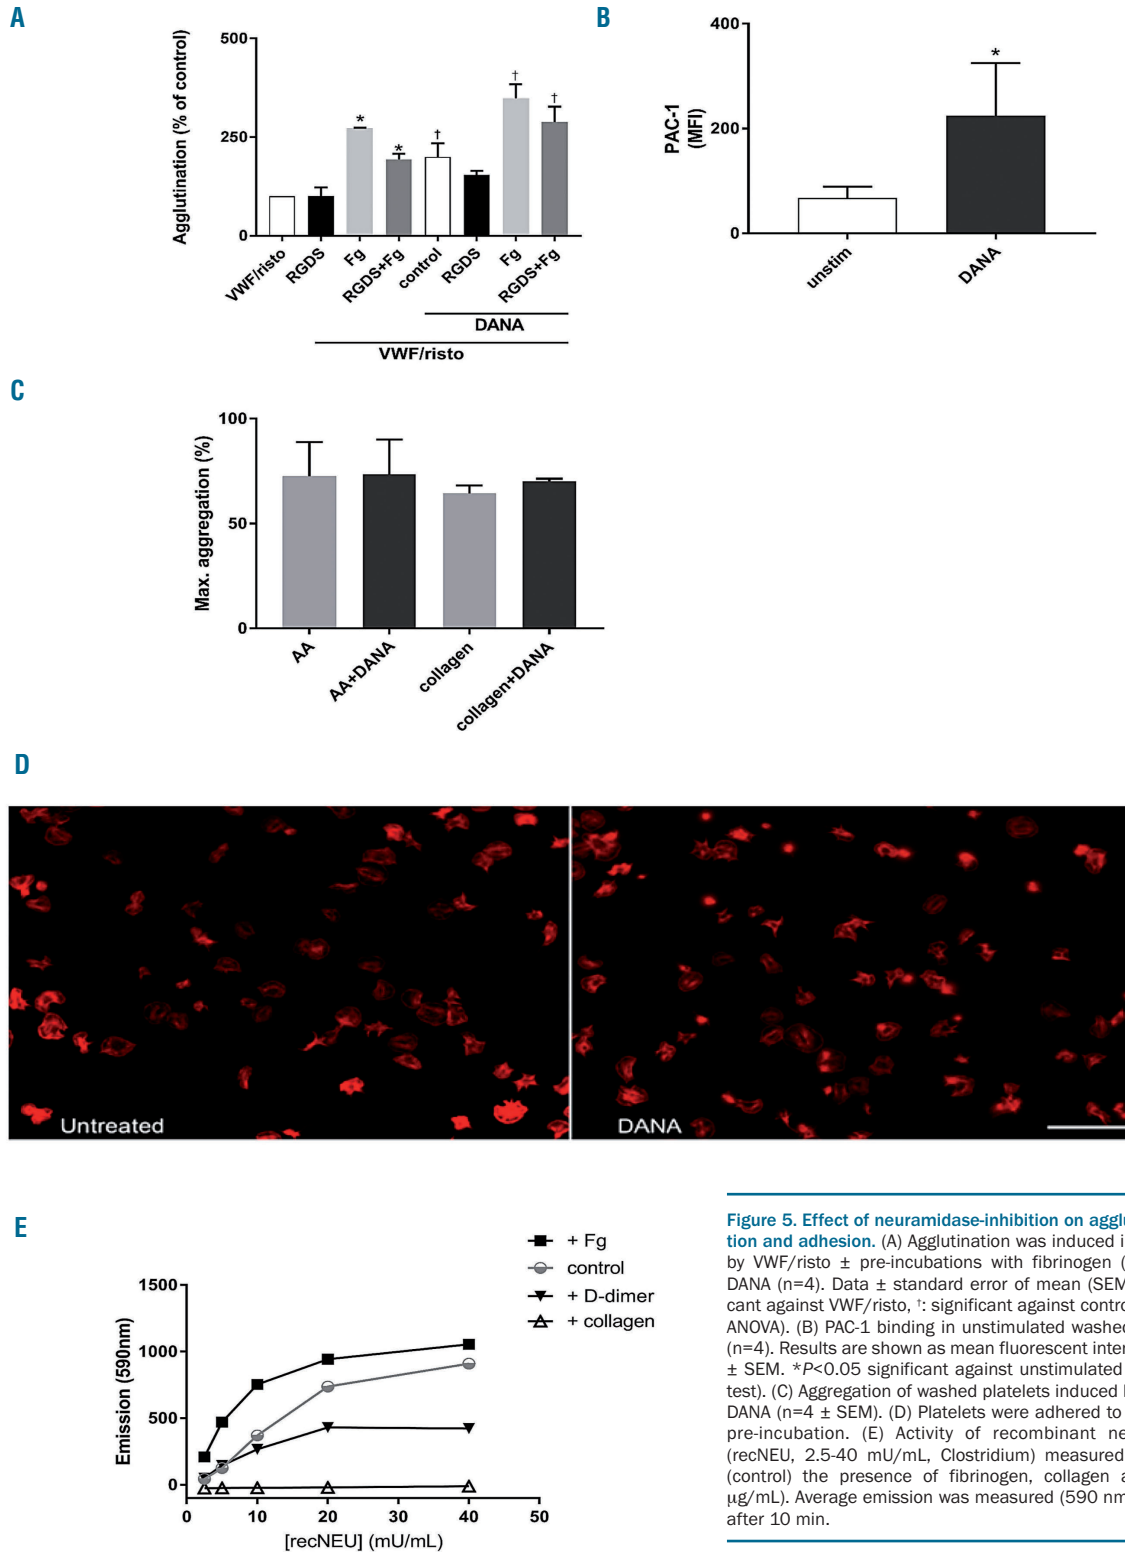 A
Agglutination (% of control)
500
250
0
VWF/risto
RGDS
Fg
RGDS+Fg
control
RGDS
Fg
RGDS+Fg
*
*
†
†
†
DANA
VWF/risto
B
PAC-1
(MFI)
400
200
0
*
unstim
DANA
C
Max. aggregation (%)
100
50
0
AA
AA+DANA
collagen
collagen+DANA
D
Untreated
DANA
E
+ Fg
control
+ D-dimer
+ collagen
Emission (590nm)
1500
1000
500
0
0
10
20
30
40
50
[recNEU] (mU/mL)
Figure 5. Effect of neuramidase-inhibition on agglu
tion and adhesion. (A) Agglutination was induced i
by VWF/risto ± pre-incubations with fibrinogen (
DANA (n=4). Data ± standard error of mean (SEM
cant against VWF/risto, †: significant against contro
ANOVA). (B) PAC-1 binding in unstimulated washed
(n=4). Results are shown as mean fluorescent inter
± SEM. *P<0.05 significant against unstimulated
test). (C) Aggregation of washed platelets induced
DANA (n=4 ± SEM). (D) Platelets were adhered to
pre-incubation. (E) Activity of recombinant ne
(recNEU, 2.5-40 mU/mL, Clostridium) measured
(control) the presence of fibrinogen, collagen a
µg/mL). Average emission was measured (590 nm
after 10 min.